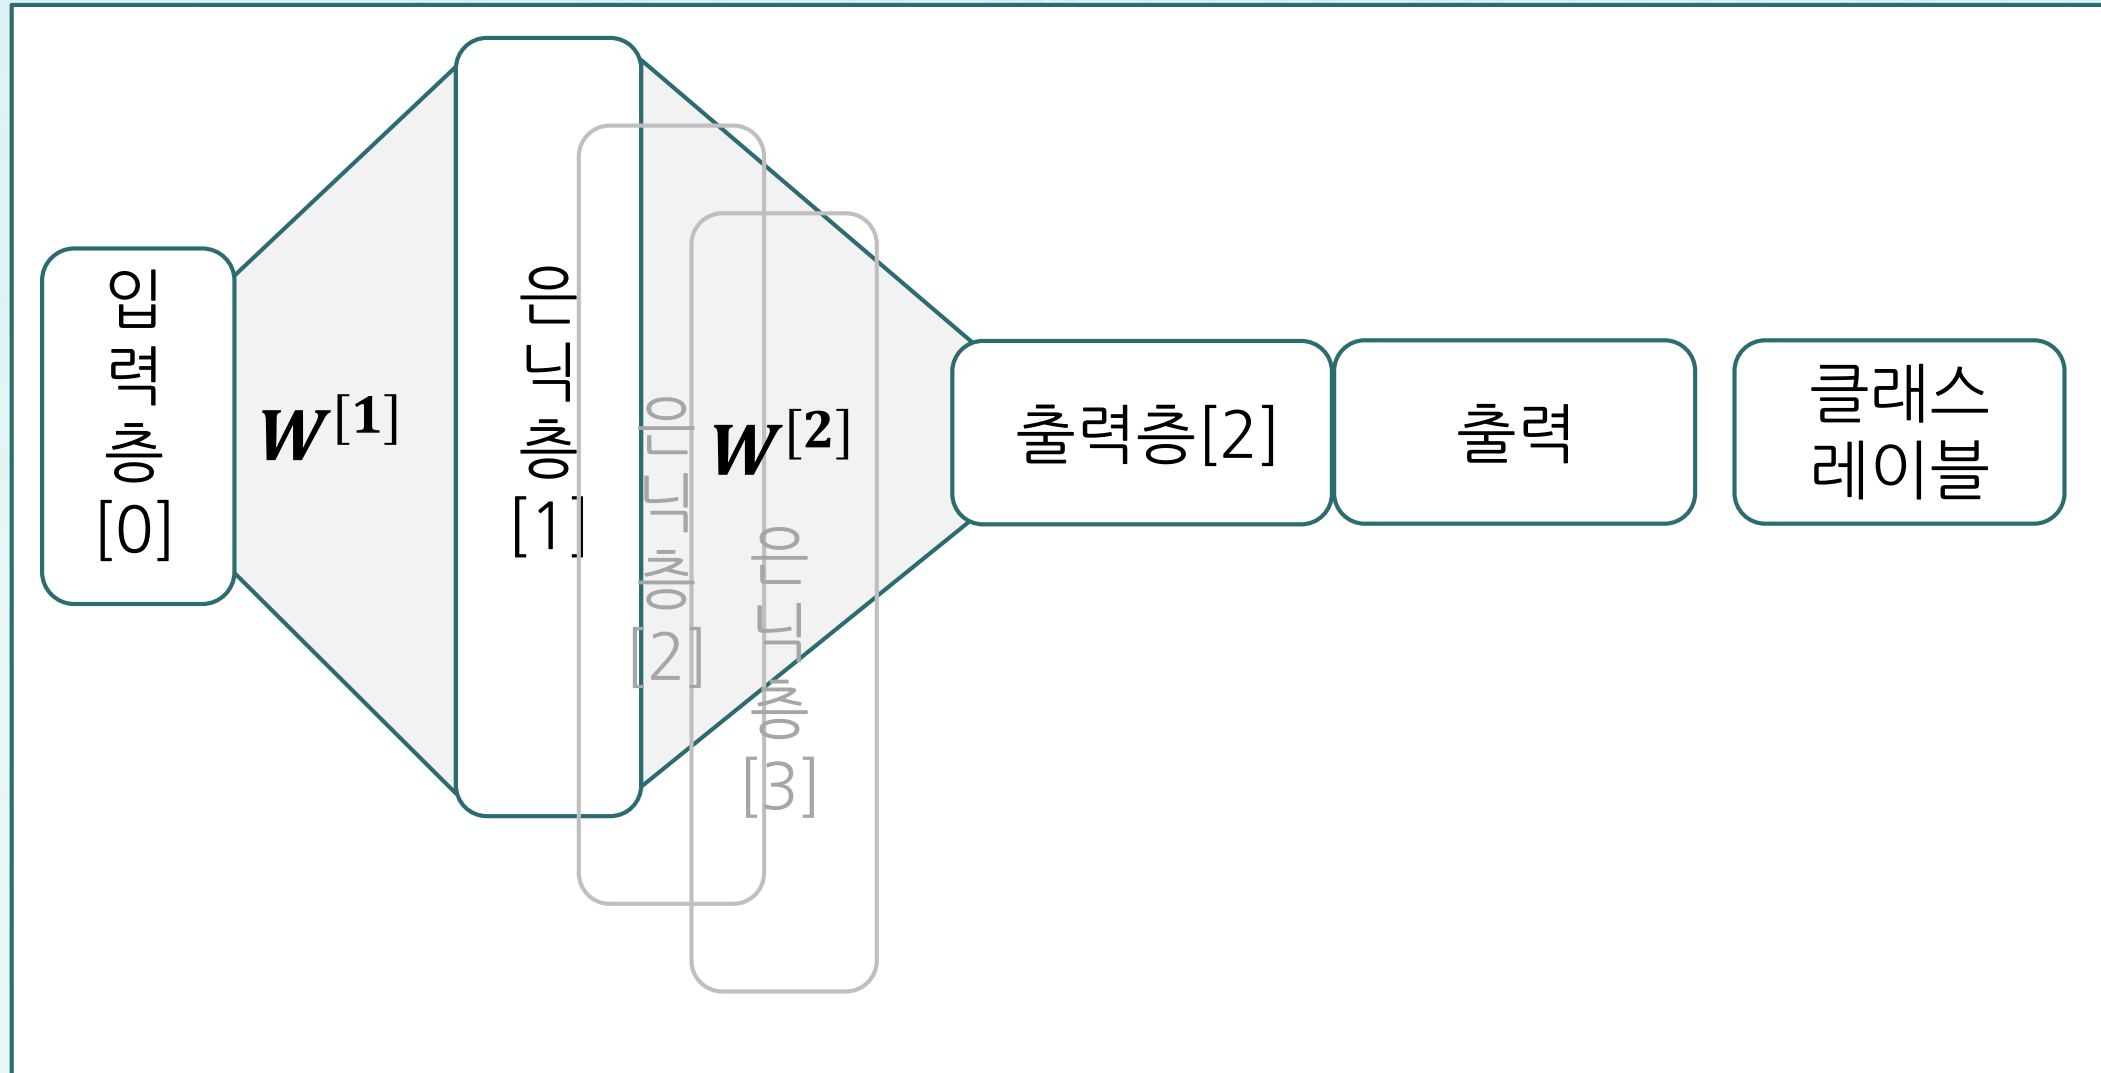 입
력
층
[0]
W[1]
은
닉
층
[1]
은
닉
층
[2]
W[2]
은
닉
층
[3]
출력층[2]
출력
클래스
레이블